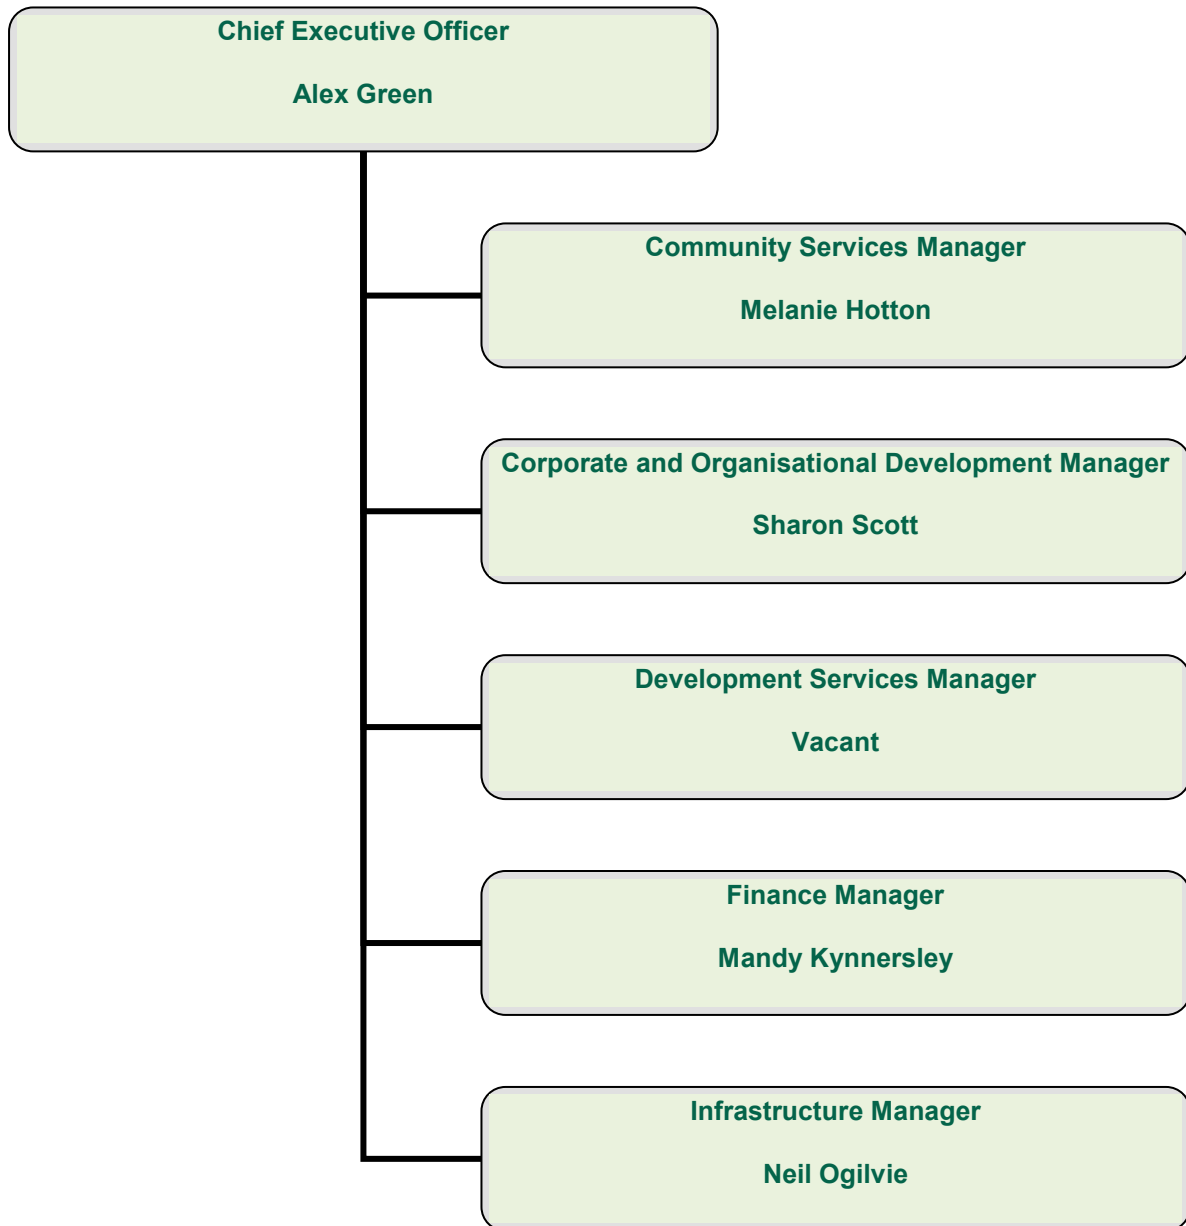 Chief Executive Officer
Alex Green
Community Services Manager
Melanie Hotton
Corporate and Organisational Development Manager
Sharon Scott
Development Services Manager
Vacant
Finance Manager
Mandy Kynnersley
Infrastructure Manager
Neil Ogilvie